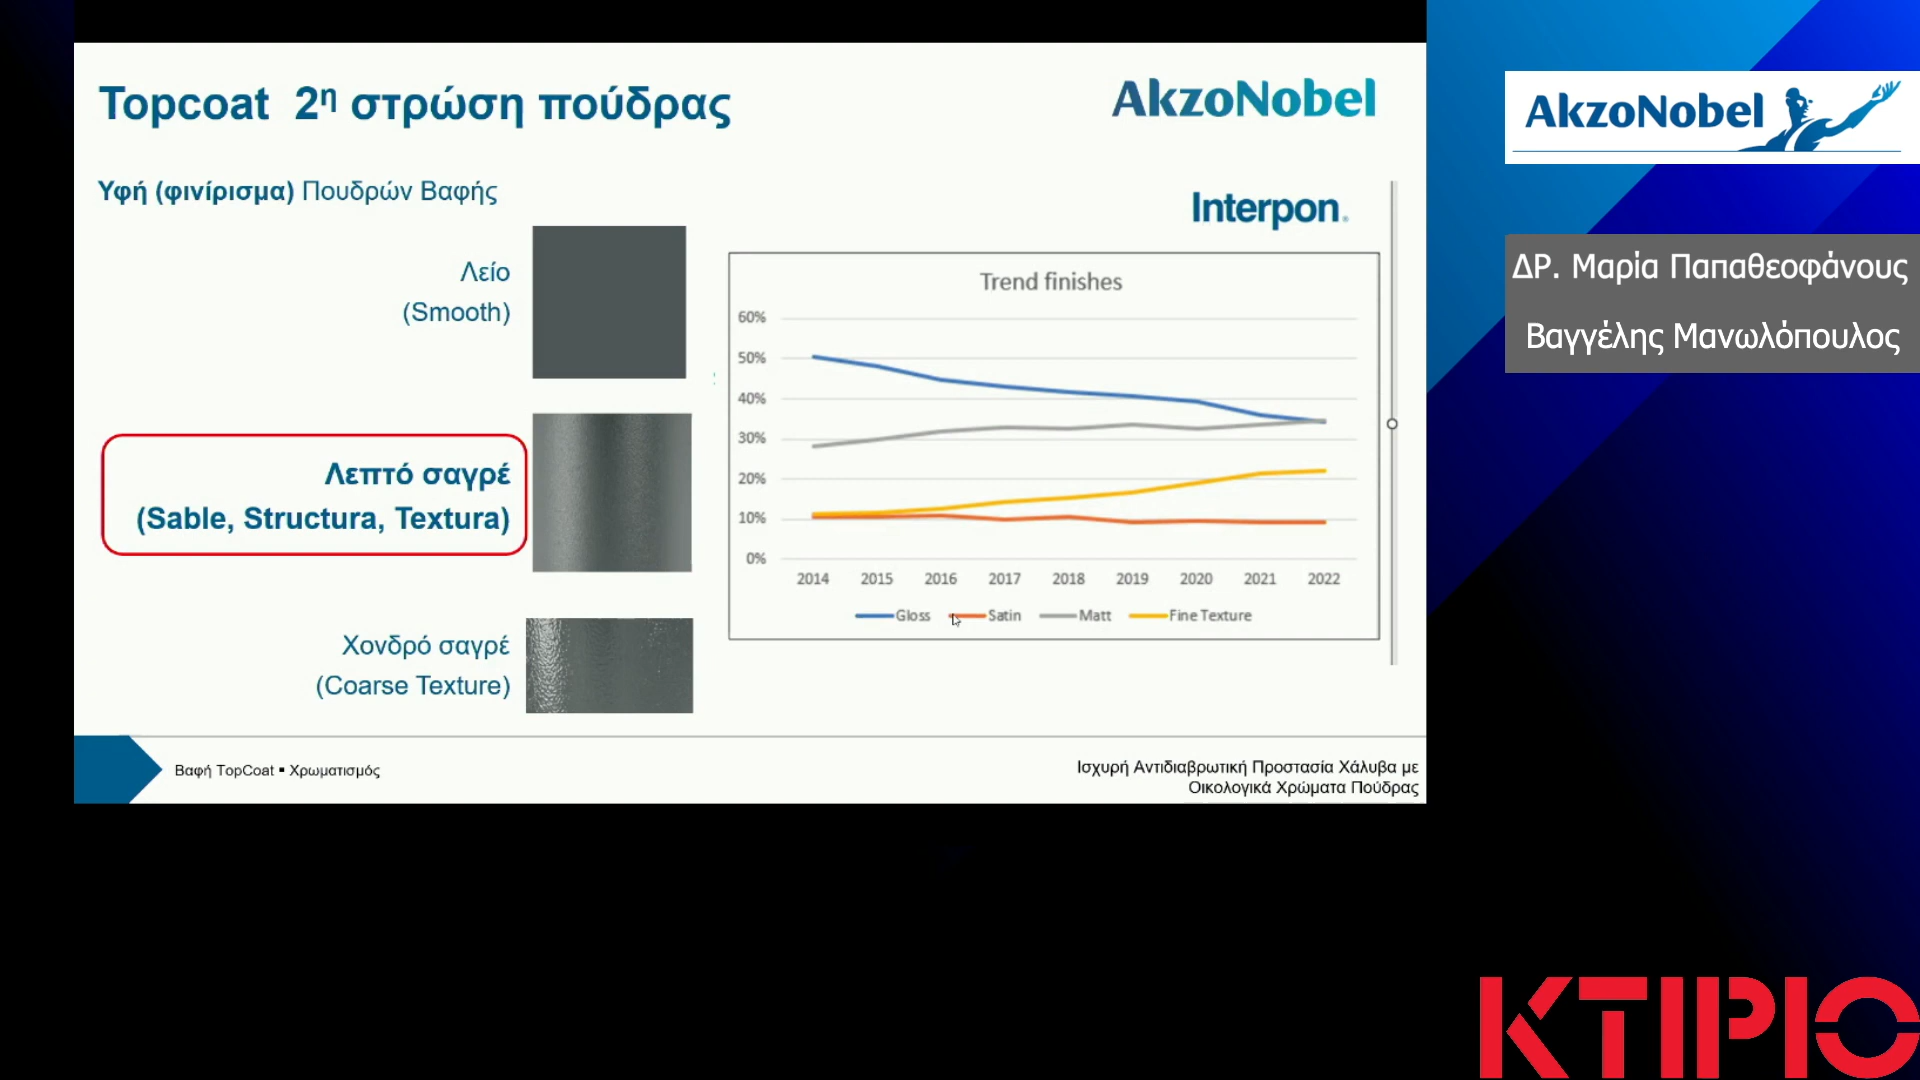 Topcoat 2η στρώση πούδρας
AkzoNobel
Υφή (φινίρισμα) Πουδρών Βαφής
Interpon
Λείο
(Smooth)
Λεπτό σαγρέ
(Sable, Structura, Textura)
Χονδρό σαγρέ
(Coarse Texture)
Trend finishes
60%
50%
40%
30%
20%
10%
0%
2014 2015 2016 2017 2018 2019 2020 2021 2022
Gloss Satin Matt Fine Texture
Βαφή TopCoat ▪ Χρωματισμός
Ισχυρή Αντιδιαβρωτική Προστασία Χάλυβα με
Οικολογικά Χρώματα Πούδρας
AkzoNobel
ΔΡ. Μαρία Παπαθεοφάνους
Βαγγέλης Μανωλόπουλος
ΚΤΙΡΙΟ